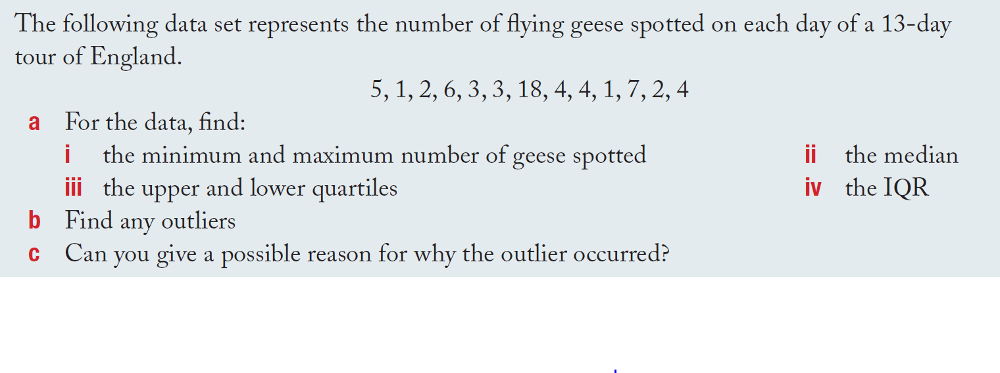 The following data set represents the number of flying geese spotted on each day of a 13-day
tour of England.
5, 1, 2, 6, 3, 3, 18, 4, 4, 1, 7, 2, 4
a For the data, find:
i the minimum and maximum number of geese spotted ii the median
iii the upper and lower quartiles iv the IQR
b Find any outliers
c Can you give a possible reason for why the outlier occurred?